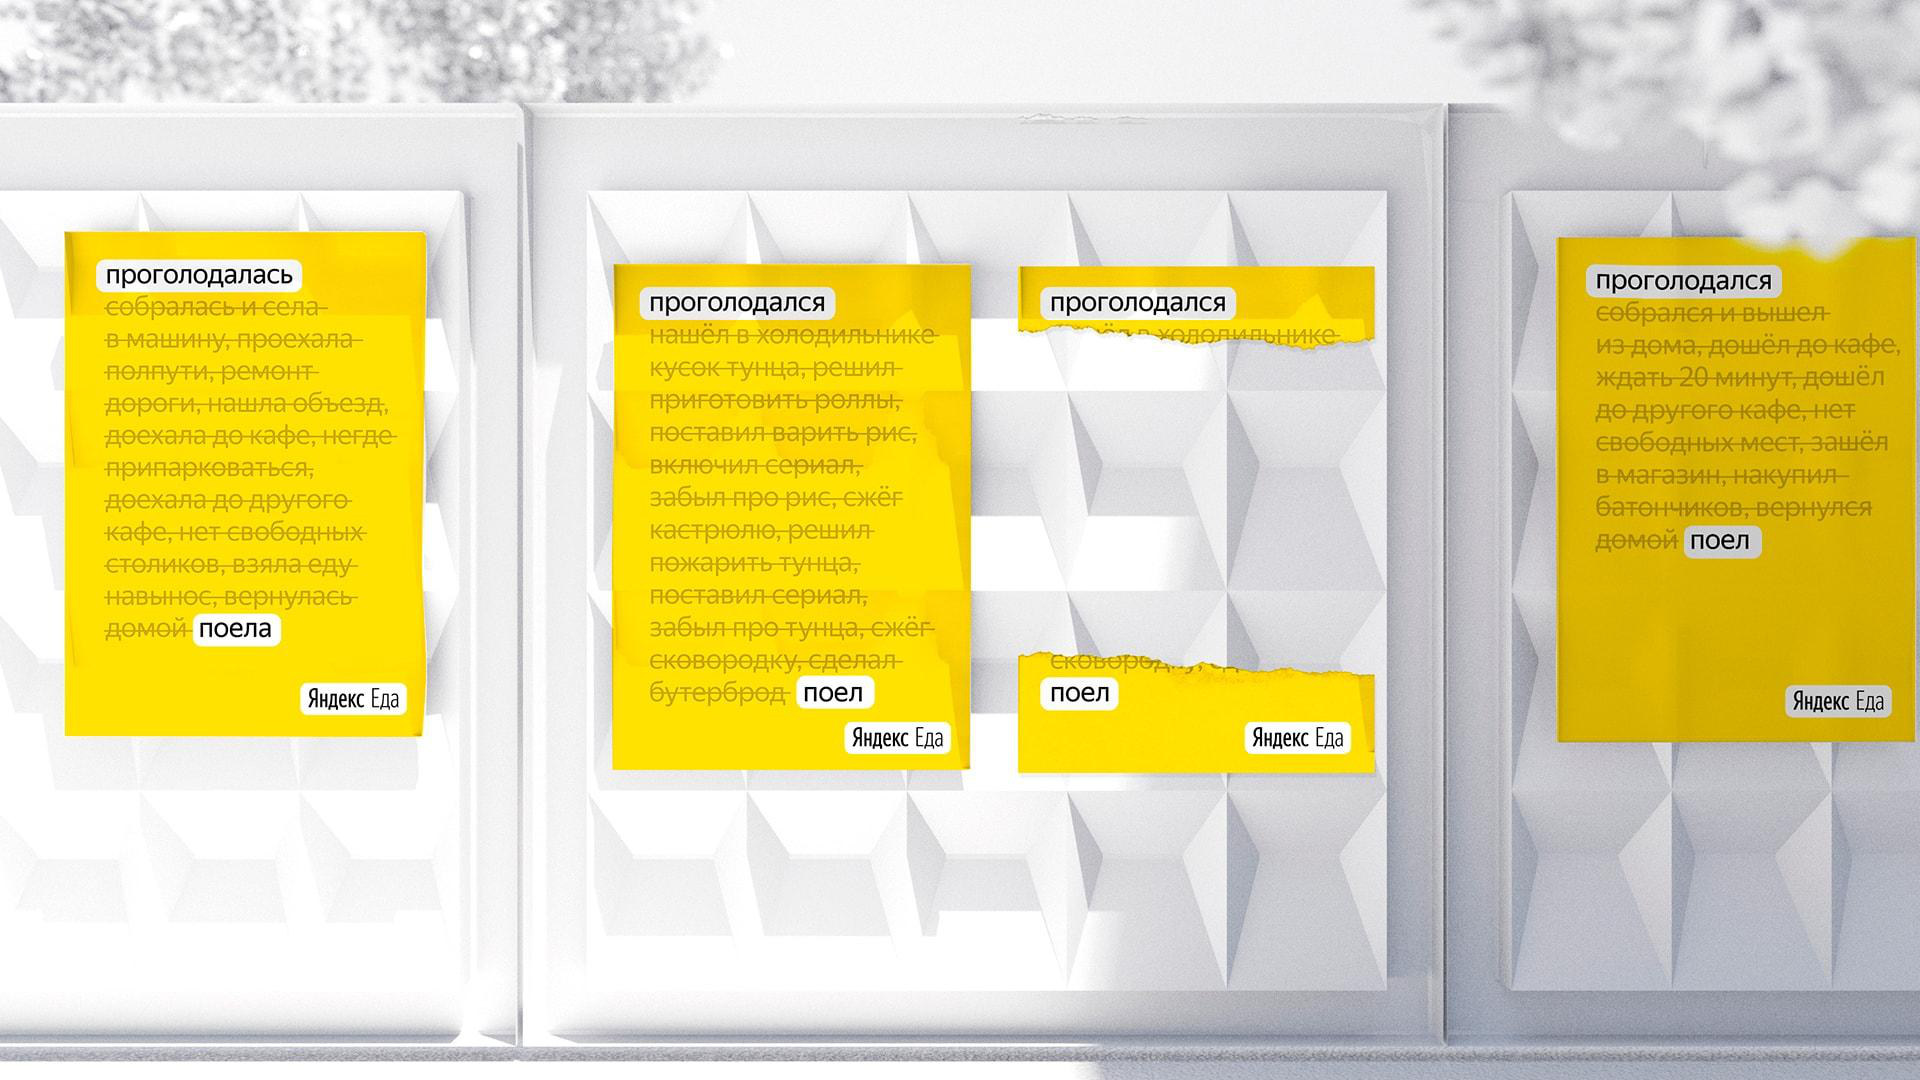 проголодалась
собралась и села
в машину, проехала
полпути, ремонт
дороги, нашла объезд,
доехала до кафе, негде
припарковаться,
доехала до другого
кафе, нет свободных
столиков, взяла еду
навынос, вернулась
домой поела
Яндекс Еда
проголодался
нашёл в холодильнике
кусок тунца, решил
приготовить роллы,
поставил варить рис,
включил сериал,
забыл про рис, сжёг
кастрюлю, решил
пожарить тунца,
поставил сериал,
забыл про тунца, сжёг
сковородку, сделал
бутерброд поел
Яндекс Еда
проголодался
в холодильнике
сковородку,
поел
Яндекс Еда
проголодался
собрался и вышел
из дома, дошёл до кафе,
ждать 20 минут, дошёл
до другого кафе, нет
свободных мест, зашёл
в магазин, накупил
батончиков, вернулся
домой поел
Яндекс Еда